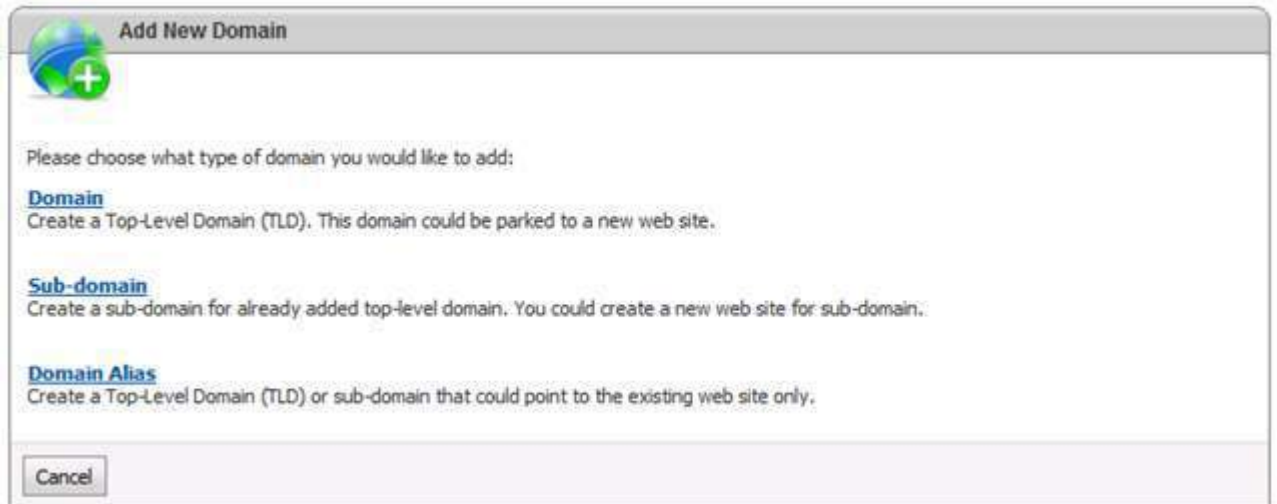 Add New Domain
Please choose what type of domain you would like to add:
Domain
Create a Top-Level Domain (TLD). This domain could be parked to a new web site.
Sub-domain
Create a sub-domain for already added top-level domain. You could create a new web site for sub-domain.
Domain Alias
Create a Top-Level Domain (TLD) or sub-domain that could point to the existing web site only.
Cancel